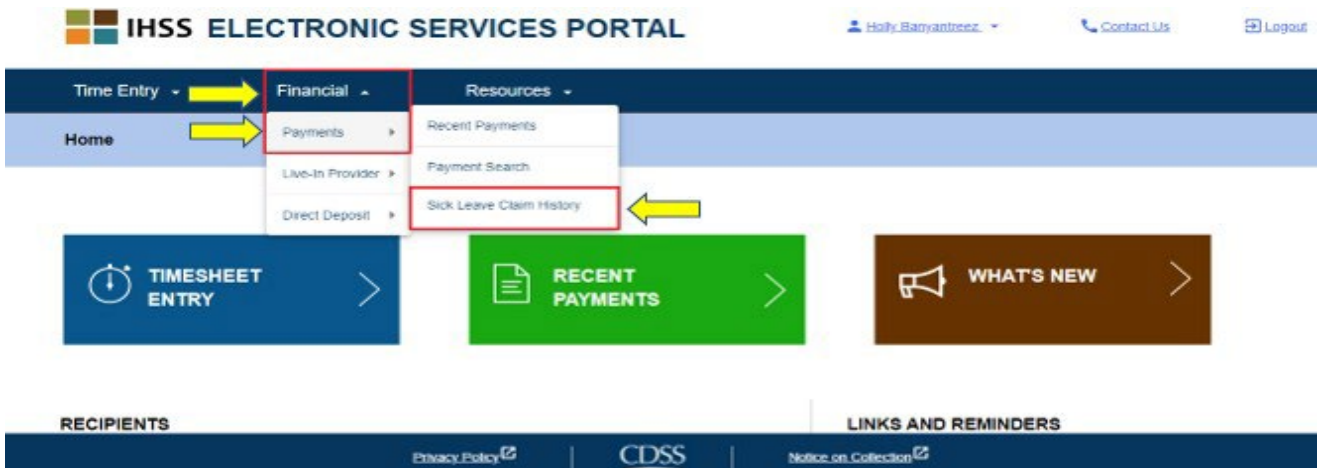 IHSS ELECTRONIC SERVICES PORTAL
Holly Banyantreez
Contact Us
Logout
Time Entry
Financial
Resources
Home
Payments
Recent Payments
Live-In Provider
Payment Search
Direct Deposit
Sick Leave Claim History
TIMESHEET
ENTRY
RECENT
PAYMENTS
WHAT'S NEW
RECIPIENTS
LINKS AND REMINDERS
Privacy Policy
CDSS
Notice on Collection